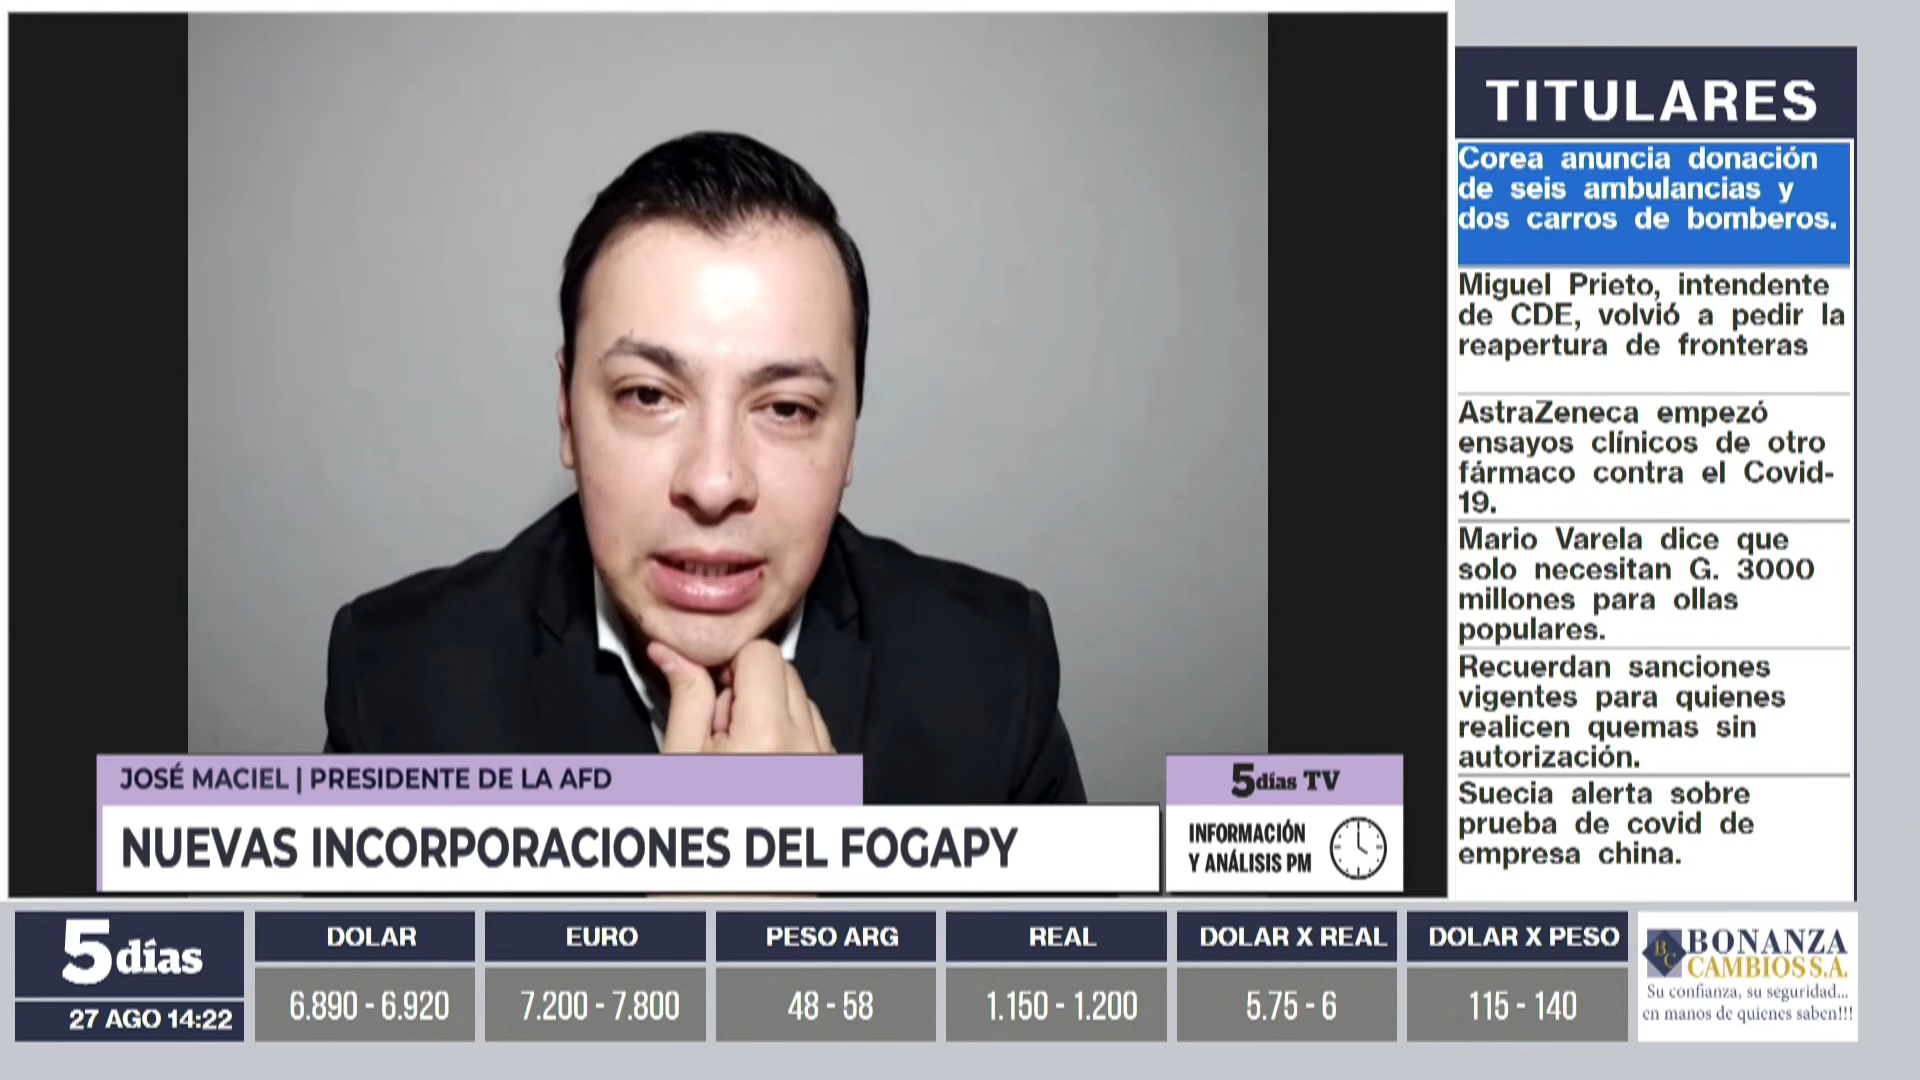 TITULARES
Corea anuncia donación
de seis ambulancias y
dos carros de bomberos.
Miguel Prieto, intendente
de CDE, volvió a pedir la
reapertura de fronteras
AstraZeneca empezó
ensayos clínicos de otro
fármaco contra el Covid-
19.
Mario Varela dice que
solo necesitan G. 3000
millones para ollas
populares.
Recuerdan sanciones
vigentes para quienes
realicen quemas sin
autorización.
Suecia alerta sobre
prueba de covid de
empresa china.
JOSÉ MACIEL | PRESIDENTE DE LA AFD
NUEVAS INCORPORACIONES DEL FOGAPY
5días TV
INFORMACIÓN
Y ANÁLISIS PM
5días
27 AGO 14:22
DOLAR
6.890 - 6.920
EURO
7.200 - 7.800
PESO ARG
48 - 58
REAL
1.150 - 1.200
DOLAR X REAL
5.75 - 6
DOLAR X PESO
115 - 140
BC
BONANZA
CAMBIOS S.A.
Su confianza, su seguridad...
en manos de quienes saben!!!